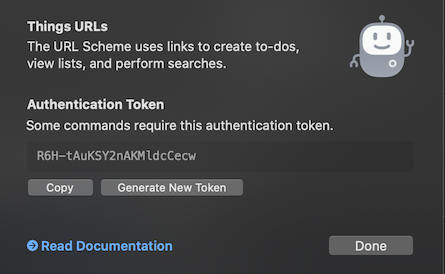 Things URLs
The URL Scheme uses links to create to-dos,
view lists, and perform searches.
Authentication Token
Some commands require this authentication token.
R6H-tAuKSY2nAKMldcCecw
Copy Generate New Token
Read Documentation Done